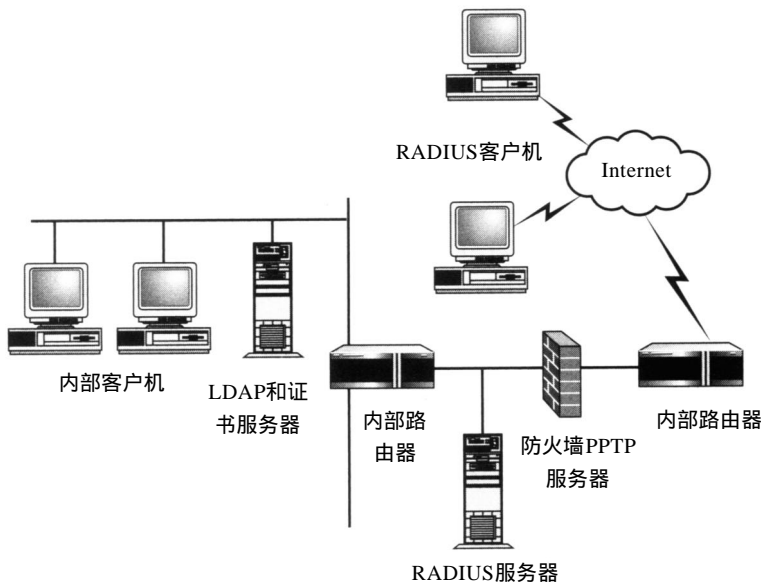 RADIUS客户机
Internet
内部客户机
LDAP和证
书服务器
内部路
由器
防火墙PPTP
服务器
内部路由器
RADIUS服务器